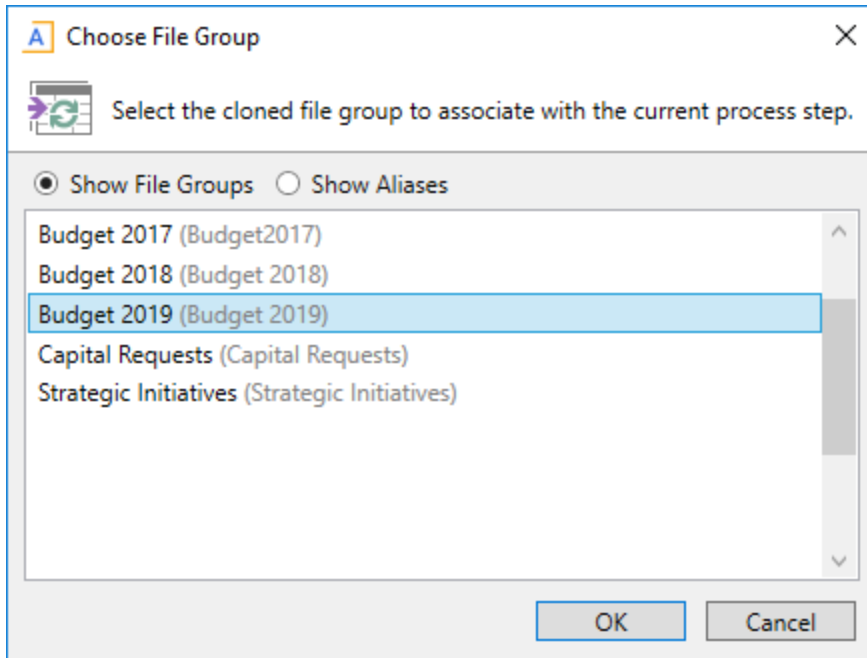 A Choose File Group
Select the cloned file group to associate with the current process step.
Show File Groups Show Aliases
Budget 2017 (Budget2017)
Budget 2018 (Budget 2018)
Budget 2019 (Budget 2019)
Capital Requests (Capital Requests)
Strategic Initiatives (Strategic Initiatives)
OK Cancel